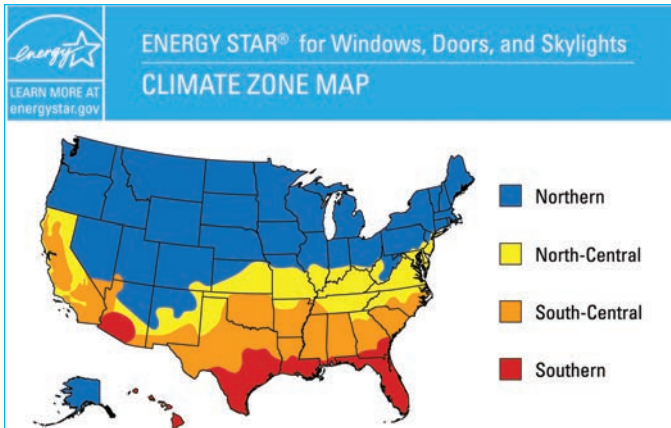 energy
LEARN MORE AT
energystar.gov
ENERGY STAR® for Windows, Doors, and Skylights
CLIMATE ZONE MAP
Northern
North-Central
South-Central
Southern